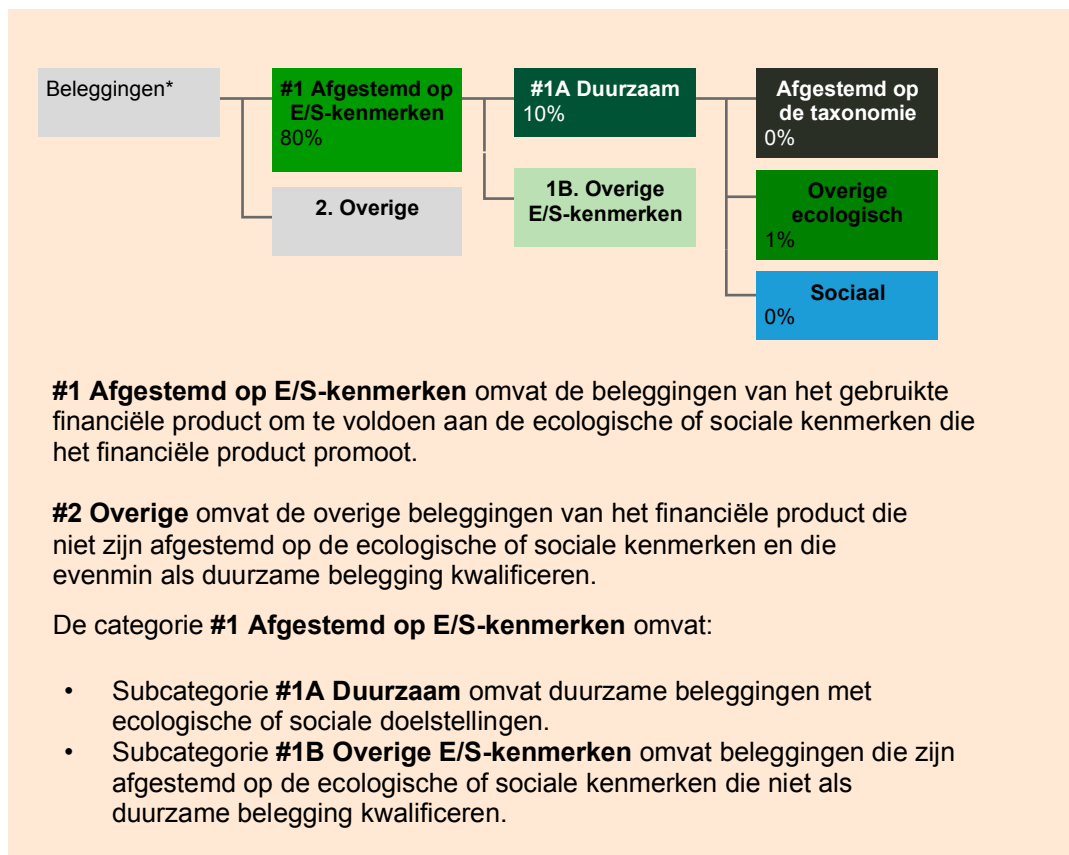 Beleggingen*
#1 Afgestemd op
E/S-kenmerken
80%
2. Overige
#1A Duurzaam
10%
1B. Overige
E/S-kenmerken
Afgestemd op
de taxonomie
0%
Overige
ecologisch
1%
Sociaal
0%
#1 Afgestemd op E/S-kenmerken omvat de beleggingen van het gebruikte
financiële product om te voldoen aan de ecologische of sociale kenmerken die
het financiële product promoot.
#2 Overige omvat de overige beleggingen van het financiële product die
niet zijn afgestemd op de ecologische of sociale kenmerken en die
evenmin als duurzame belegging kwalificeren.
De categorie #1 Afgestemd op E/S-kenmerken omvat:
• Subcategorie #1A Duurzaam omvat duurzame beleggingen met
ecologische of sociale doelstellingen.
• Subcategorie #1B Overige E/S-kenmerken omvat beleggingen die zijn
afgestemd op de ecologische of sociale kenmerken die niet als
duurzame belegging kwalificeren.